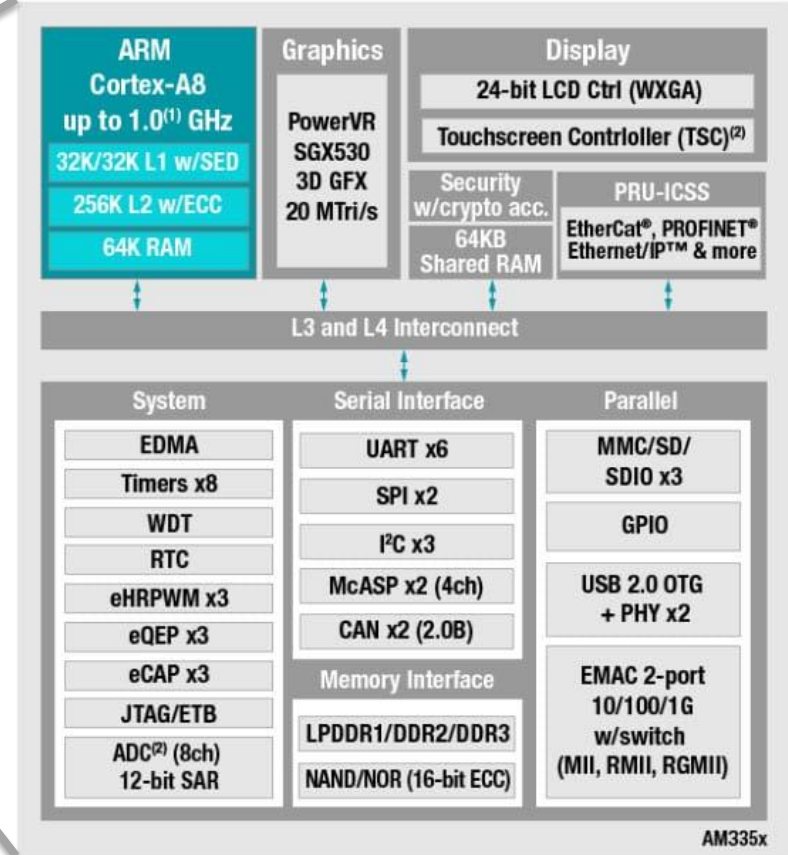 ARM
Cortex-A8
up to 1.0(1) GHz
32K/32K L1 w/SED
256K L2 w/ECC
64K RAM
Graphics
PowerVR
SGX530
3D GFX
20 MTri/s
Display
24-bit LCD Ctrl (WXGA)
Touchscreen Contrloller (TSC)(2)
Security
w/crypto acc.
64KB
Shared RAM
PRU-ICSS
EtherCat®, PROFINET®
Ethernet/IP™ & more
L3 and L4 Interconnect
System
EDMA
Timers x8
WDT
RTC
eHRPWM x3
eQEP x3
eCAP x3
JTAG/ETB
ADC(2) (8ch)
12-bit SAR
Serial Interface
UART x6
SPI x2
I²C x3
McASP x2 (4ch)
CAN x2 (2.0B)
Memory Interface
LPDDR1/DDR2/DDR3
NAND/NOR (16-bit ECC)
Parallel
MMC/SD/
SDIO x3
GPIO
USB 2.0 OTG
+ PHY x2
EMAC 2-port
10/100/1G
w/switch
(MII, RMII, RGMII)
AM335x